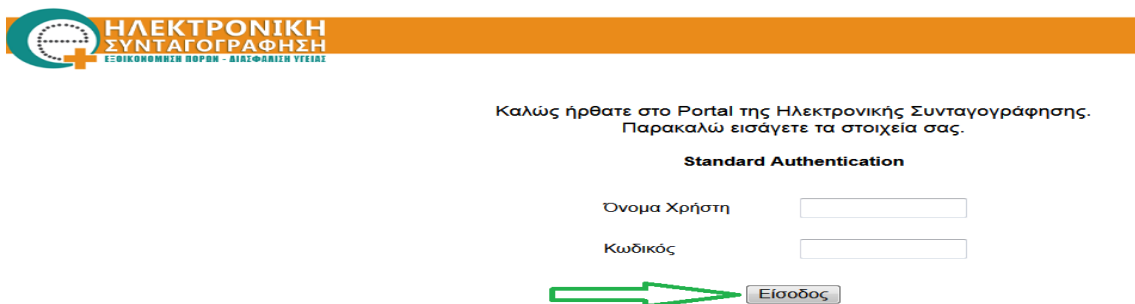 ΗΛΕΚΤΡΟΝΙΚΗ
ΣΥΝΤΑΓΟΓΡΑΦΗΣΗ
ΕΞΟΙΚΟΝΟΜΗΣΗ ΠΟΡΩΝ - ΔΙΑΣΦΑΛΙΣΗ ΥΓΕΙΑΣ
Καλώς ήρθατε στο Portal της Ηλεκτρονικής Συνταγογράφησης.
Παρακαλώ εισάγετε τα στοιχεία σας.
Standard Authentication
Όνομα Χρήστη
Κωδικός
Είσοδος